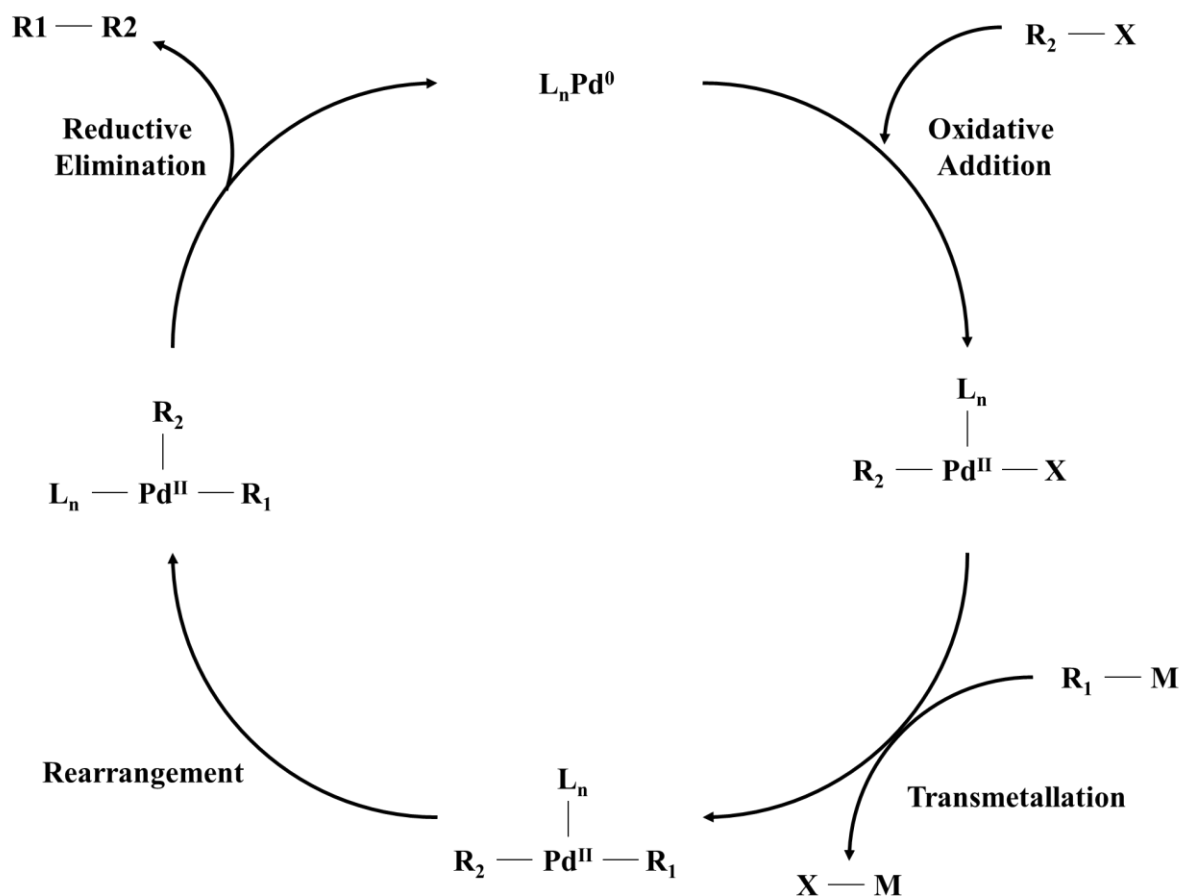 R1 — R2
R₂ — X
LₙPd⁰
Reductive
Elimination
Oxidative
Addition
Lₙ
R₂ — Pdᴵᴵ — X
R₂
Lₙ — Pdᴵᴵ — R₁
R₁ — M
Rearrangement
Transmetallation
Lₙ
R₂ — Pdᴵᴵ — R₁
X — M